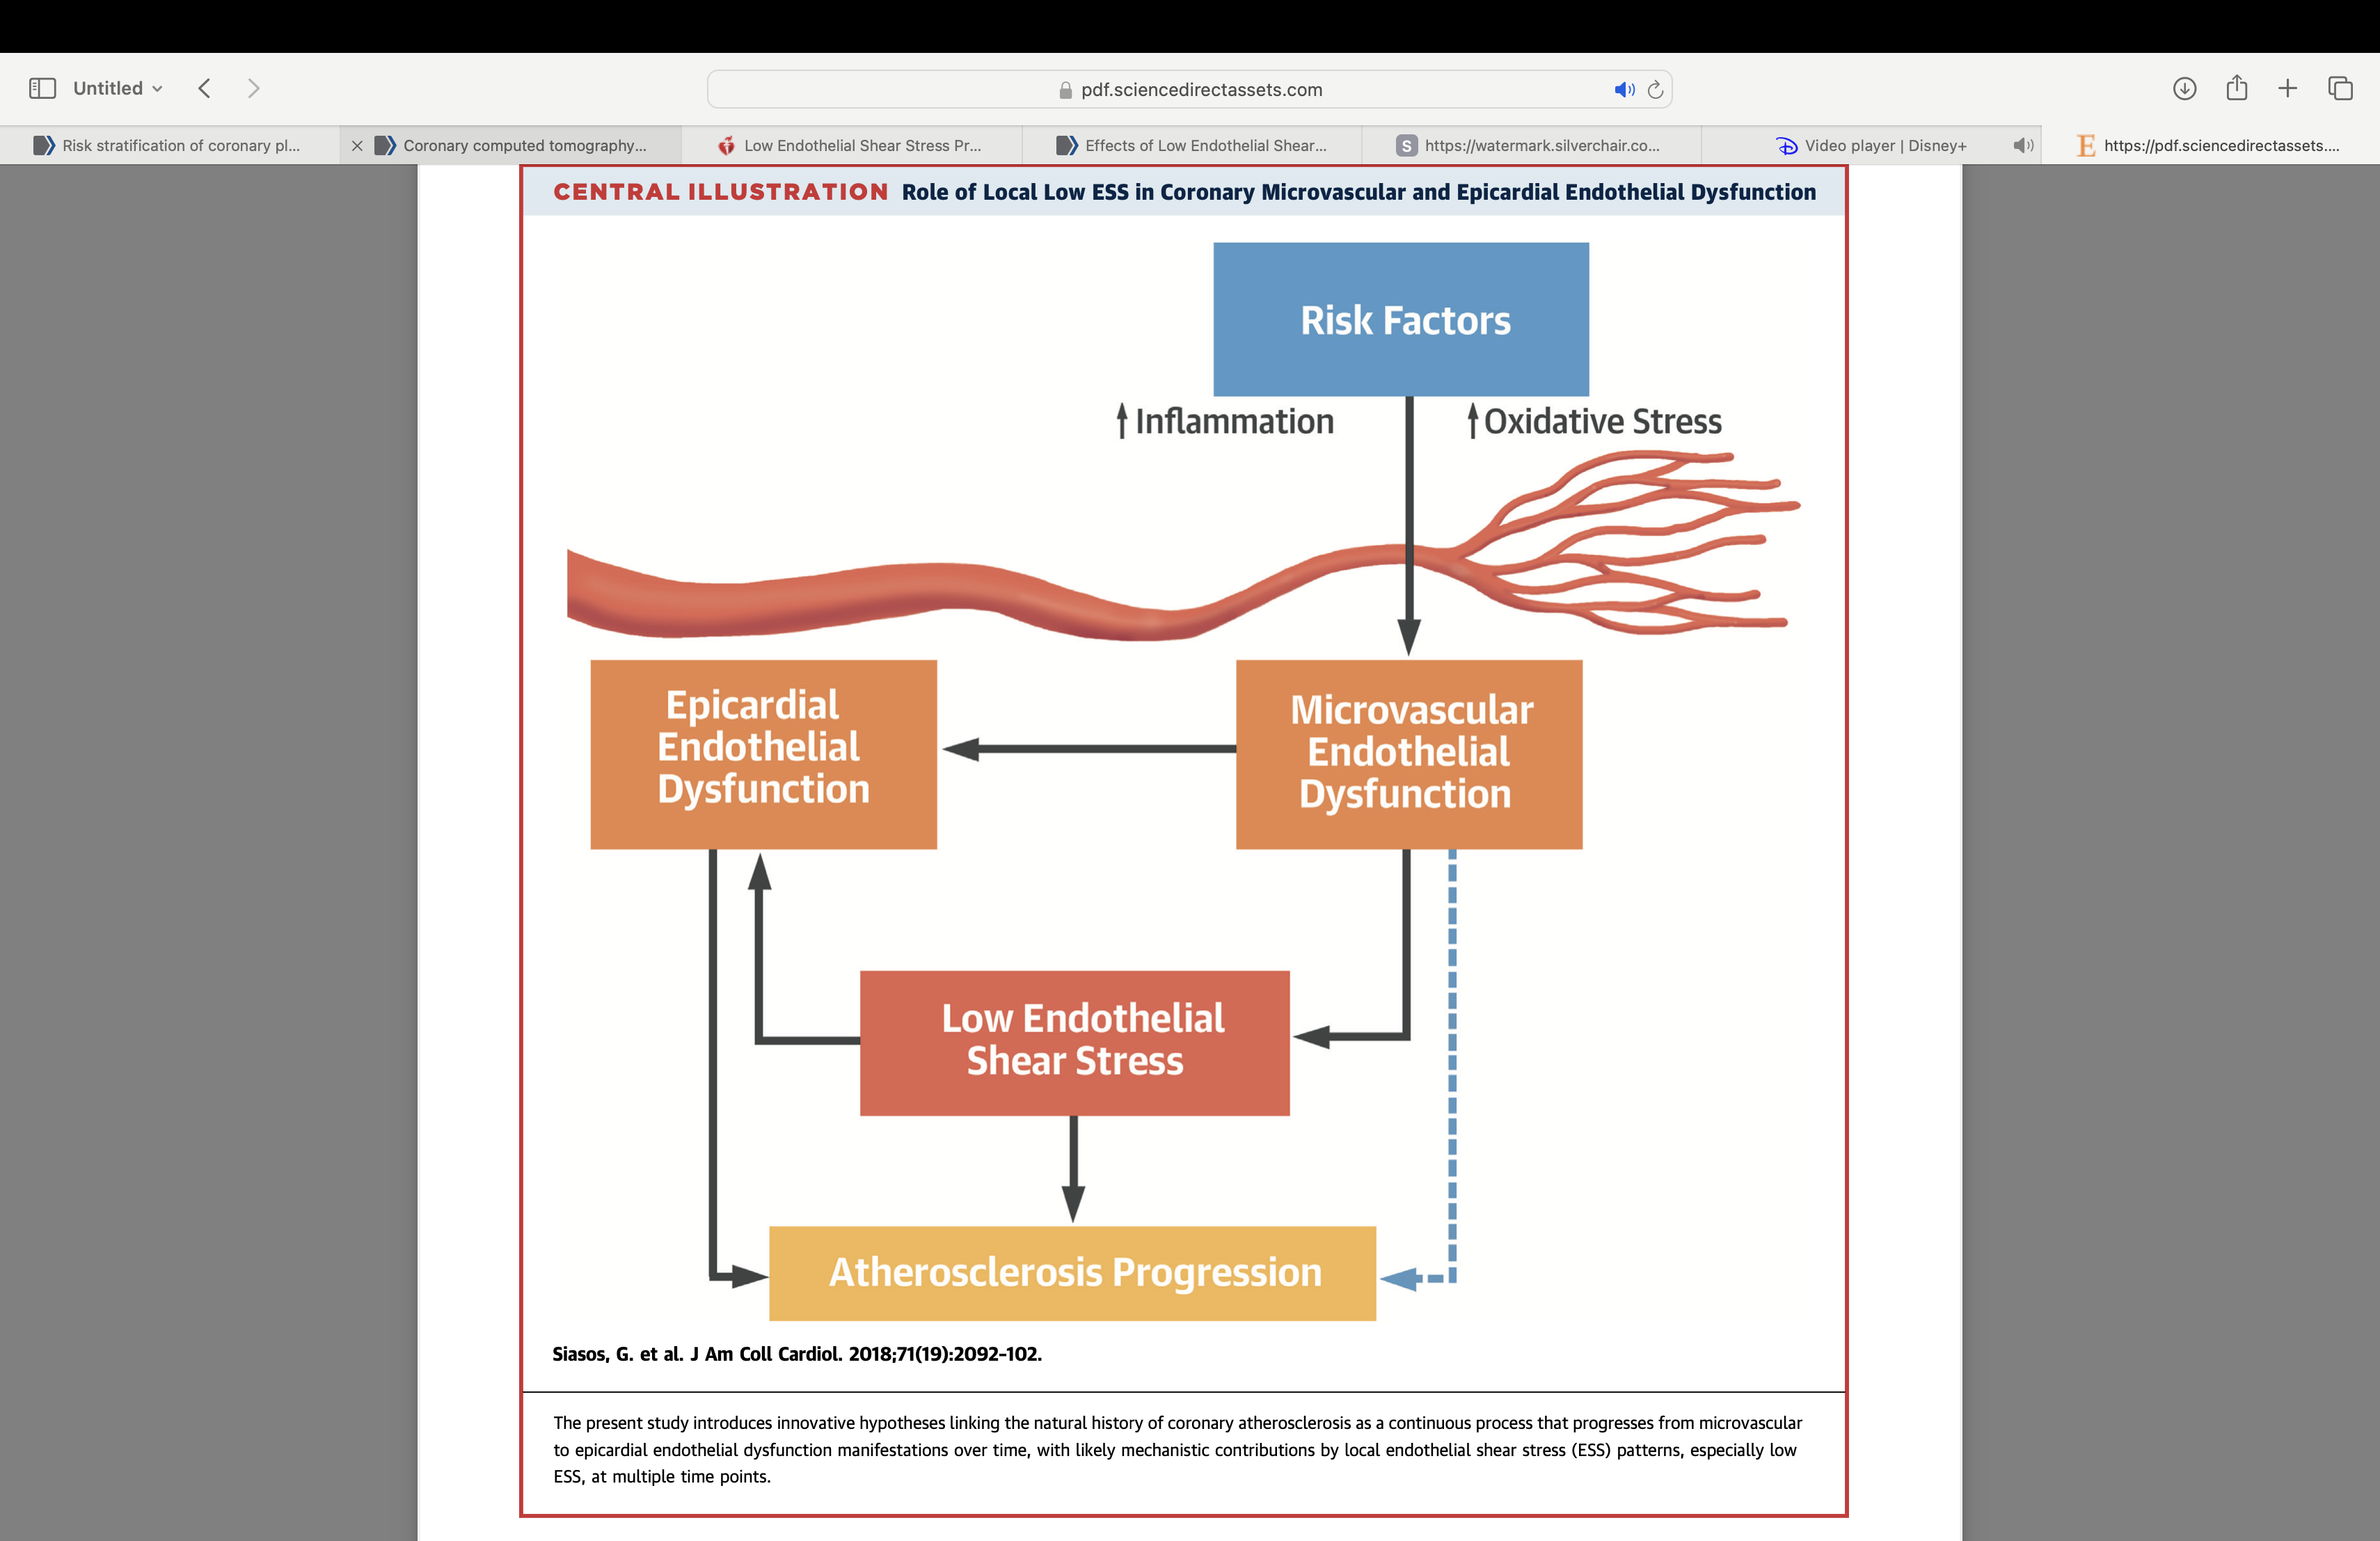 Untitled
pdf.sciencedirectassets.com
Risk stratification of coronary pl...
Coronary computed tomography...
Low Endothelial Shear Stress Pr...
Effects of Low Endothelial Shear...
S https://watermark.silverchair.co...
Video player | Disney+
E https://pdf.sciencedirectassets....
CENTRAL ILLUSTRATION Role of Local Low ESS in Coronary Microvascular and Epicardial Endothelial Dysfunction
Risk Factors
Inflammation
Oxidative Stress
Epicardial
Endothelial
Dysfunction
Microvascular
Endothelial
Dysfunction
Low Endothelial
Shear Stress
Atherosclerosis Progression
Siasos, G. et al. J Am Coll Cardiol. 2018;71(19):2092–102.
The present study introduces innovative hypotheses linking the natural history of coronary atherosclerosis as a continuous process that progresses from microvascular
to epicardial endothelial dysfunction manifestations over time, with likely mechanistic contributions by local endothelial shear stress (ESS) patterns, especially low
ESS, at multiple time points.